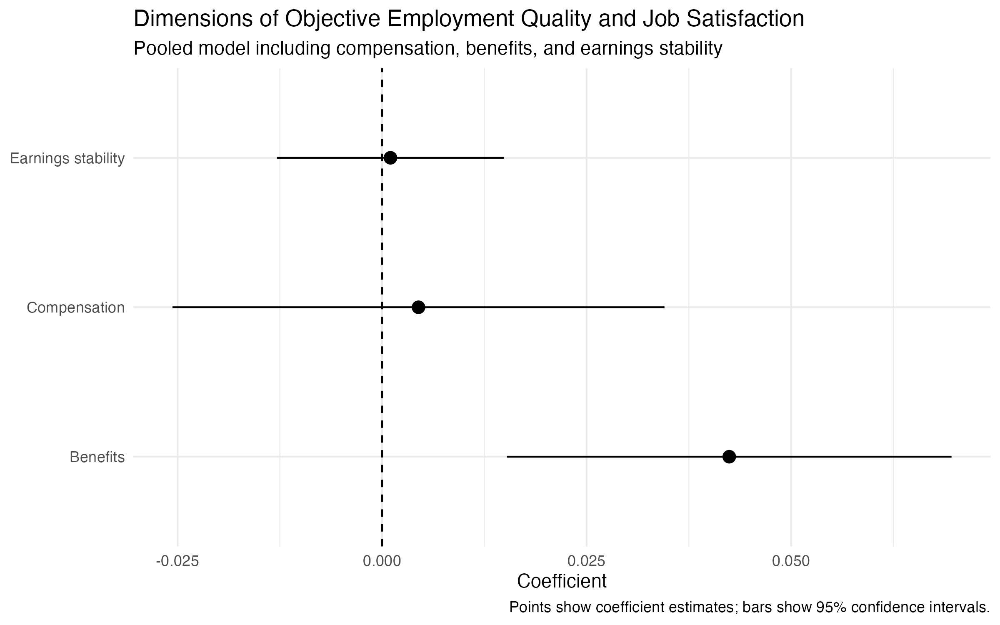 Dimensions of Objective Employment Quality and Job Satisfaction
Pooled model including compensation, benefits, and earnings stability
Earnings stability
Compensation
Benefits
-0.025 0.000 0.025 0.050
Coefficient
Points show coefficient estimates; bars show 95% confidence intervals.